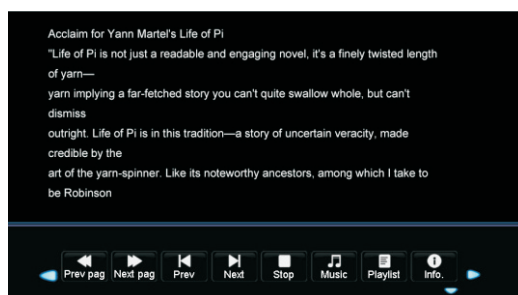 Acclaim for Yann Martel's Life of Pi
"Life of Pi is not just a readable and engaging novel, it's a finely twisted length
of yarn—
yarn implying a far-fetched story you can't quite swallow whole, but can't
dismiss
outright. Life of Pi is in this tradition—a story of uncertain veracity, made
credible by the
art of the yarn-spinner. Like its noteworthy ancestors, among which I take to
be Robinson
Prev pag Next pag Prev Next Stop Music Playlist Info.